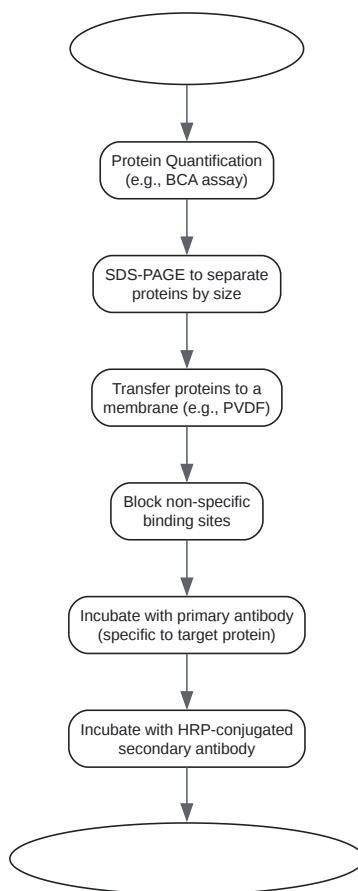 Protein Quantification
(e.g., BCA assay)
SDS-PAGE to separate
proteins by size
Transfer proteins to a
membrane (e.g., PVDF)
Block non-specific
binding sites
Incubate with primary antibody
(specific to target protein)
Incubate with HRP-conjugated
secondary antibody